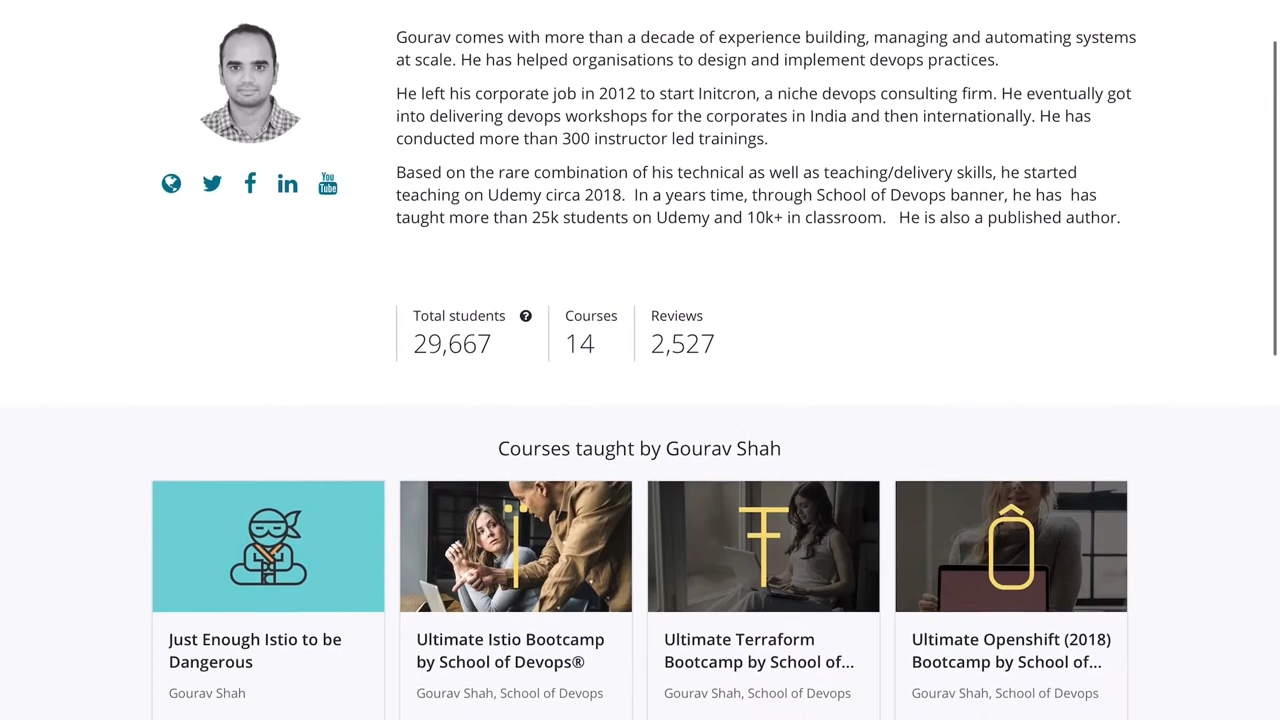 Gourav comes with more than a decade of experience building, managing and automating systems
at scale. He has helped organisations to design and implement devops practices.
He left his corporate job in 2012 to start Initcron, a niche devops consulting firm. He eventually got
into delivering devops workshops for the corporates in India and then internationally. He has
conducted more than 300 instructor led trainings.
Based on the rare combination of his technical as well as teaching/delivery skills, he started
teaching on Udemy circa 2018.  In a years time, through School of Devops banner, he has  has
taught more than 25k students on Udemy and 10k+ in classroom.   He is also a published author.
You
Tube
Total students ? Courses Reviews
29,667 14 2,527
Courses taught by Gourav Shah
Ï Ŧ Ô
Just Enough Istio to be
Dangerous
Gourav Shah
Ultimate Istio Bootcamp
by School of Devops®
Gourav Shah, School of Devops
Ultimate Terraform
Bootcamp by School of...
Gourav Shah, School of Devops
Ultimate Openshift (2018)
Bootcamp by School of...
Gourav Shah, School of Devops